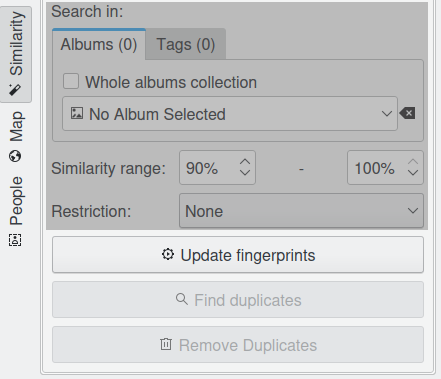 Search in:
Albums (0) Tags (0)
Whole albums collection
No Album Selected
Similarity range: 90% - 100%
Restriction: None
Update fingerprints
Find duplicates
Remove Duplicates
Similarity
Map
People